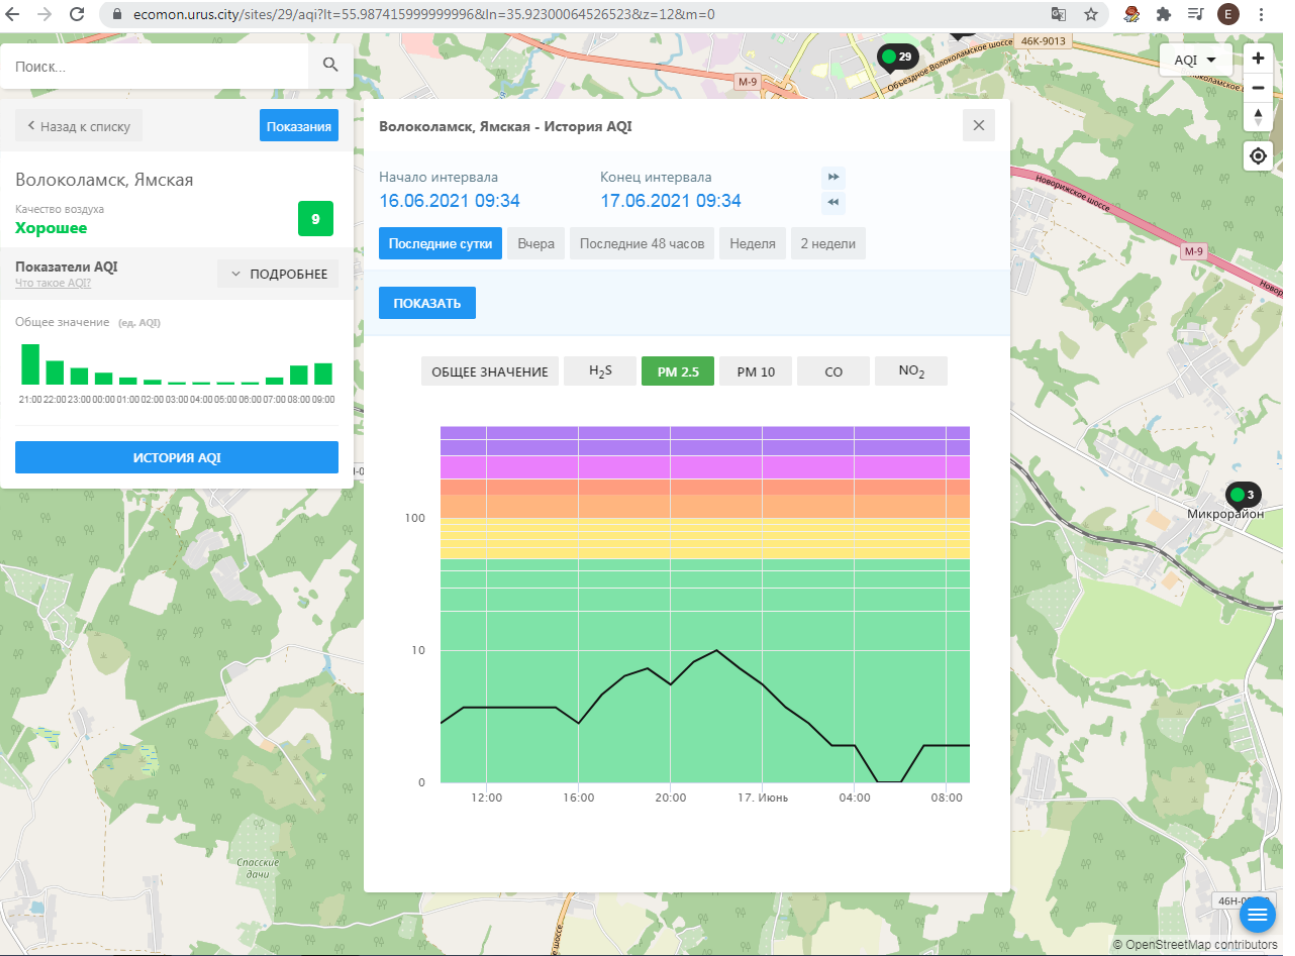 ecomon.urus.city/sites/29/aqi?lt=55.987415999999996&ln=35.92300064526523&z=12&m=0
E
Поиск...
Назад к списку
Показания
Волоколамск, Ямская
Качество воздуха
Хорошее
9
Показатели AQI
Что такое AQI?
ПОДРОБНЕЕ
Общее значение (ед. AQI)
21:00 22:00 23:00 00:00 01:00 02:00 03:00 04:00 05:00 06:00 07:00 08:00 09:00
ИСТОРИЯ AQI
Волоколамск, Ямская - История AQI
Начало интервала
16.06.2021 09:34
Конец интервала
17.06.2021 09:34
Последние сутки
Вчера
Последние 48 часов
Неделя
2 недели
ПОКАЗАТЬ
ОБЩЕЕ ЗНАЧЕНИЕ
H2S
PM 2.5
PM 10
CO
NO2
100
10
0
12:00
16:00
20:00
17. Июнь
04:00
08:00
M-9
29
Объездное Волоколамское шоссе
46К-9013
AQI
Новорижское шоссе
M-9
3
Микрорайон
Спасские
дачи
© OpenStreetMap contributors